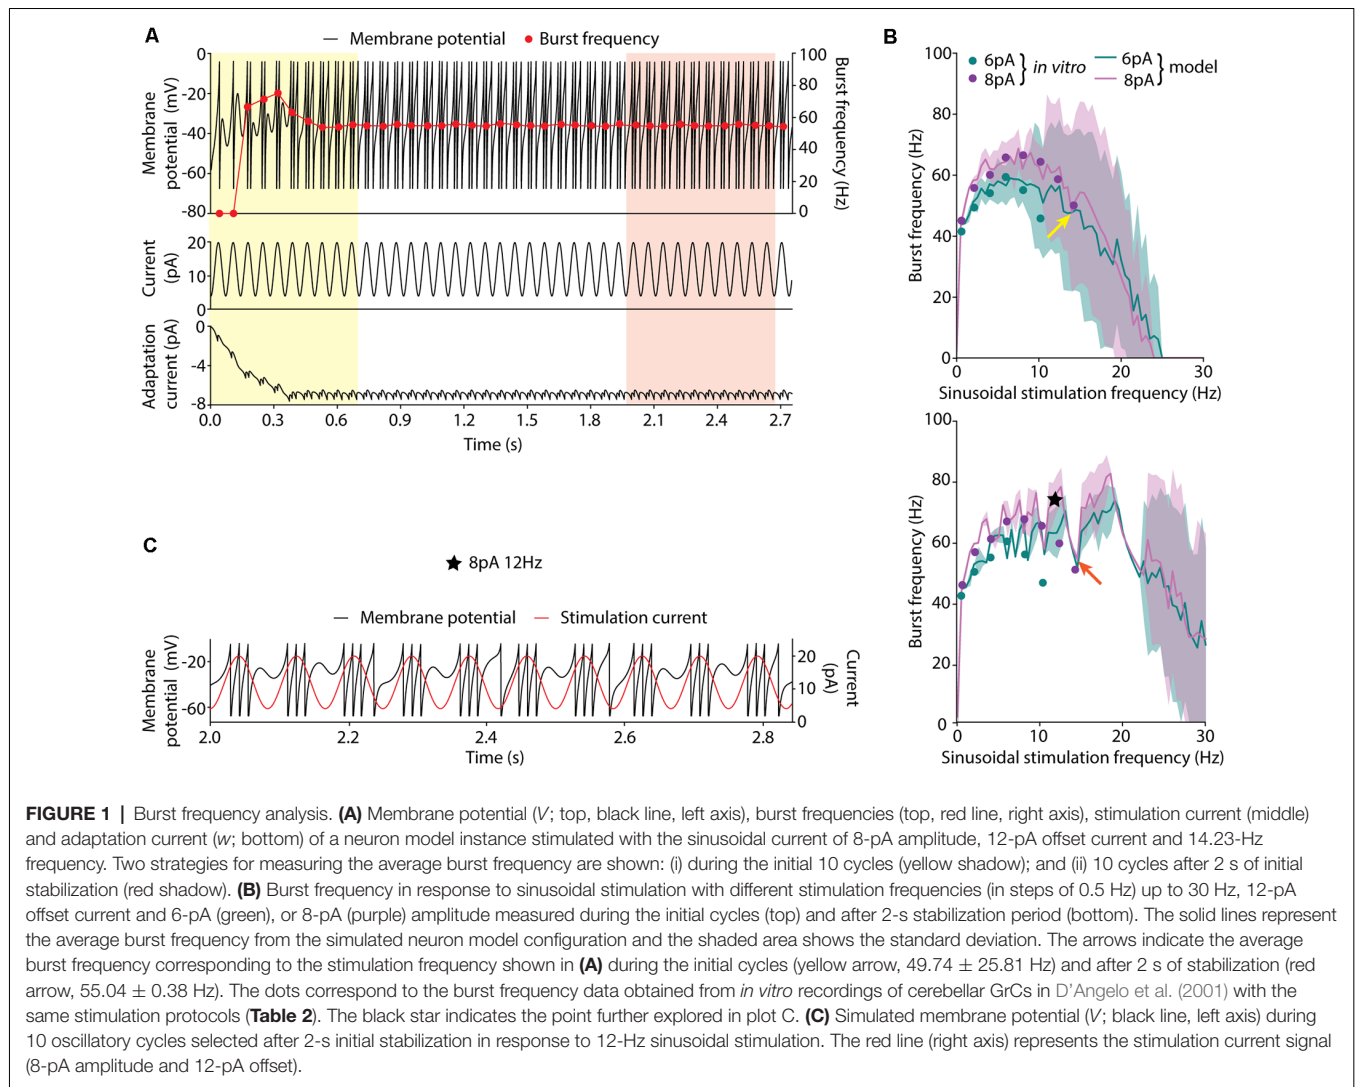 A
— Membrane potential ● Burst frequency
Membrane
potential (mV)
0
-20
-40
-60
-80
100
80
60
40
20
0
Burst frequency (Hz)
Current
(pA)
20
10
0
Adaptation
current (pA)
0
-4
-8
0.0 0.3 0.6 0.9 1.2 1.5 1.8 2.1 2.4 2.7
Time (s)
B
6pA
8pA
} in vitro
6pA
8pA
} model
Burst frequency (Hz)
100
80
60
40
20
0
0 10 20 30
Sinusoidal stimulation frequency (Hz)
Burst frequency (Hz)
100
80
60
40
20
0
0 10 20 30
Sinusoidal stimulation frequency (Hz)
C
★ 8pA 12Hz
— Membrane potential — Stimulation current
Membrane
potential (mV)
-20
-60
20
10
0
Current
(pA)
2.0 2.2 2.4 2.6 2.8
Time (s)
FIGURE 1 | Burst frequency analysis. (A) Membrane potential (V; top, black line, left axis), burst frequencies (top, red line, right axis), stimulation current (middle)
and adaptation current (w; bottom) of a neuron model instance stimulated with the sinusoidal current of 8-pA amplitude, 12-pA offset current and 14.23-Hz
frequency. Two strategies for measuring the average burst frequency are shown: (i) during the initial 10 cycles (yellow shadow); and (ii) 10 cycles after 2 s of initial
stabilization (red shadow). (B) Burst frequency in response to sinusoidal stimulation with different stimulation frequencies (in steps of 0.5 Hz) up to 30 Hz, 12-pA
offset current and 6-pA (green), or 8-pA (purple) amplitude measured during the initial cycles (top) and after 2-s stabilization period (bottom). The solid lines represent
the average burst frequency from the simulated neuron model configuration and the shaded area shows the standard deviation. The arrows indicate the average
burst frequency corresponding to the stimulation frequency shown in (A) during the initial cycles (yellow arrow, 49.74 ± 25.81 Hz) and after 2 s of stabilization (red
arrow, 55.04 ± 0.38 Hz). The dots correspond to the burst frequency data obtained from in vitro recordings of cerebellar GrCs in D'Angelo et al. (2001) with the
same stimulation protocols (Table 2). The black star indicates the point further explored in plot C. (C) Simulated membrane potential (V; black line, left axis) during
10 oscillatory cycles selected after 2-s initial stabilization in response to 12-Hz sinusoidal stimulation. The red line (right axis) represents the stimulation current signal
(8-pA amplitude and 12-pA offset).